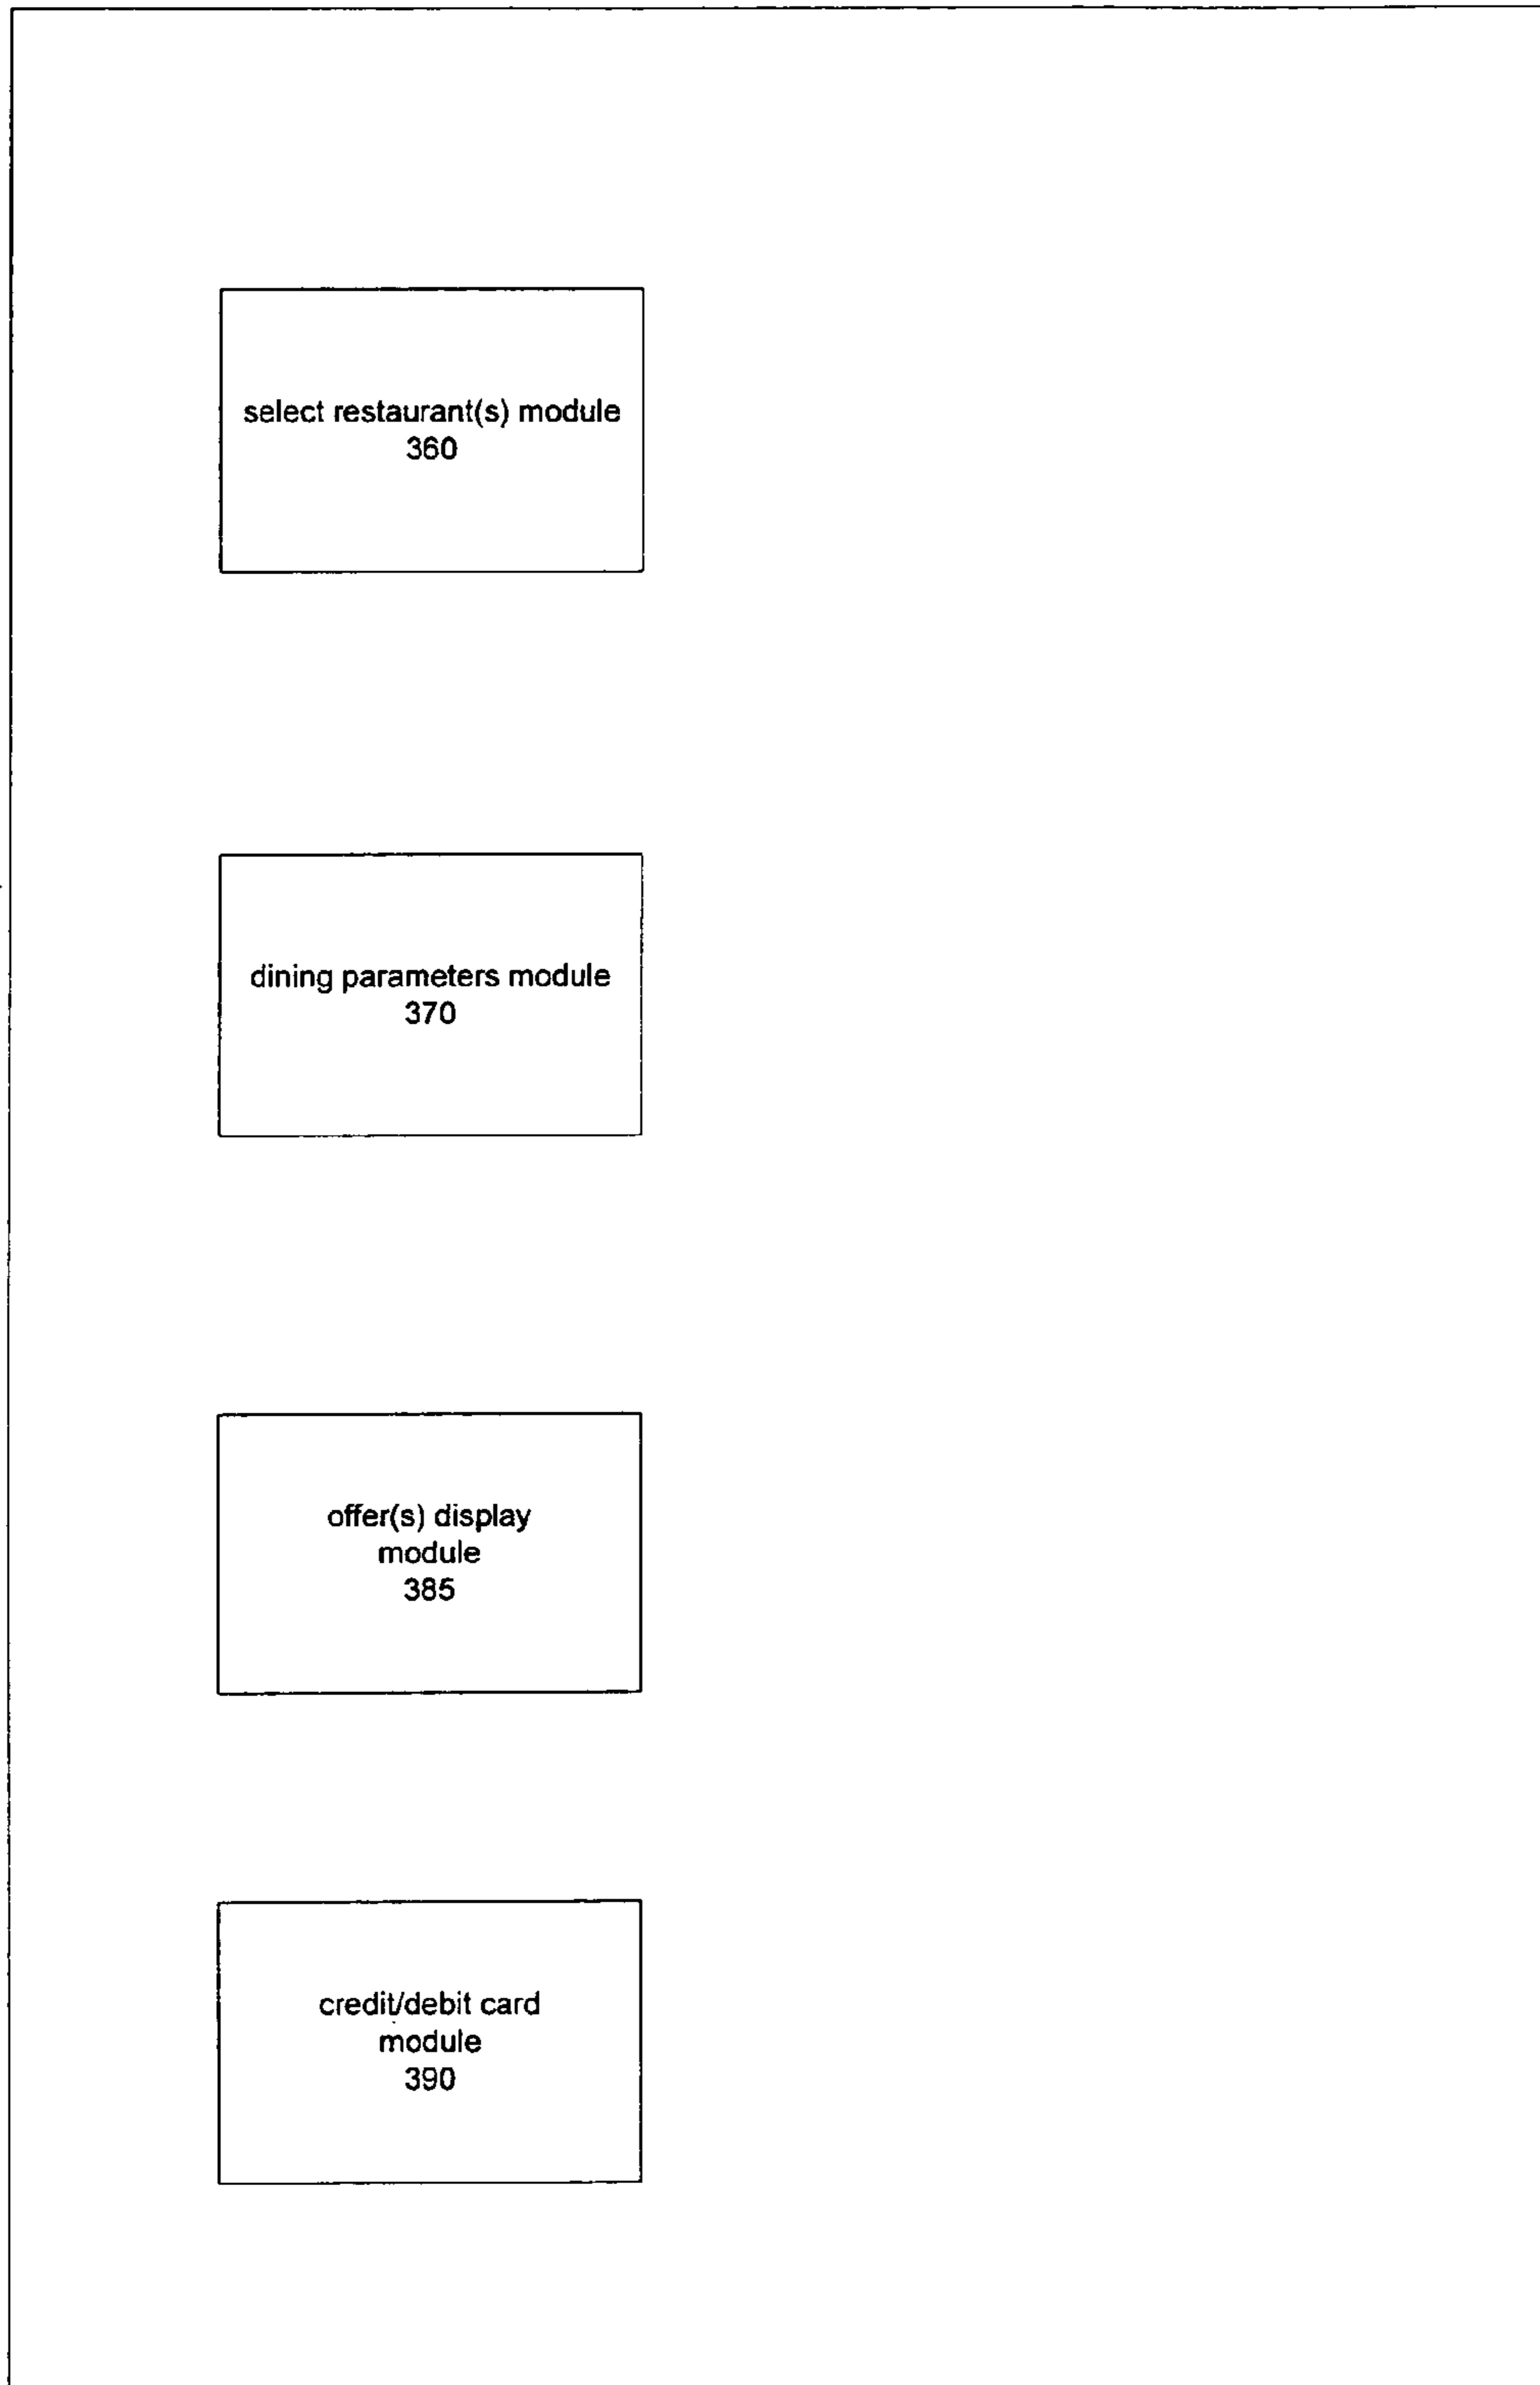 select restaurant(s) module
360
dining parameters module
370
offer(s) display
module
385
credit/debit card
module
390